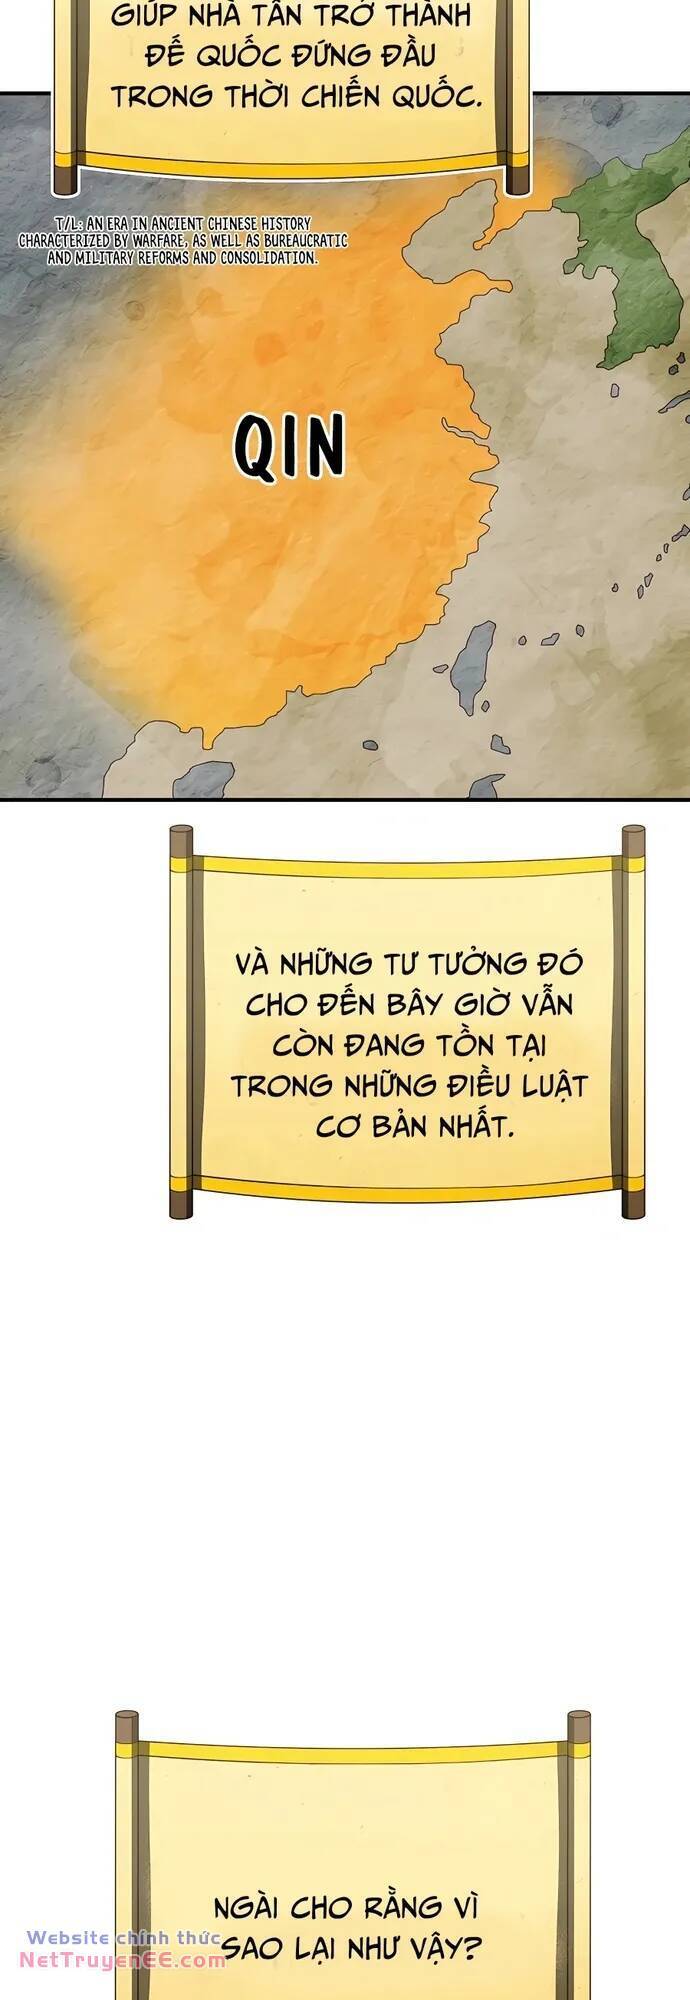 GIÚP NHÀ TẦN TRỞ THÀNH
ĐẾ QUỐC ĐỨNG ĐẦU
TRONG THỜI CHIẾN QUỐC.
T/L: AN ERA IN ANCIENT CHINESE HISTORY
CHARACTERIZED BY WARFARE, AS WELL AS BUREAUCRATIC
AND MILITARY REFORMS AND CONSOLIDATION.
QIN
VÀ NHỮNG TƯ TƯỞNG ĐÓ
CHO ĐẾN BÂY GIỜ VẪN
CÒN ĐANG TỒN TẠI
TRONG NHỮNG ĐIỀU LUẬT
CƠ BẢN NHẤT.
NGÀI CHO RẰNG VÌ
SAO LẠI NHƯ VẬY?
Website chính thức
NetTruyenEE.com